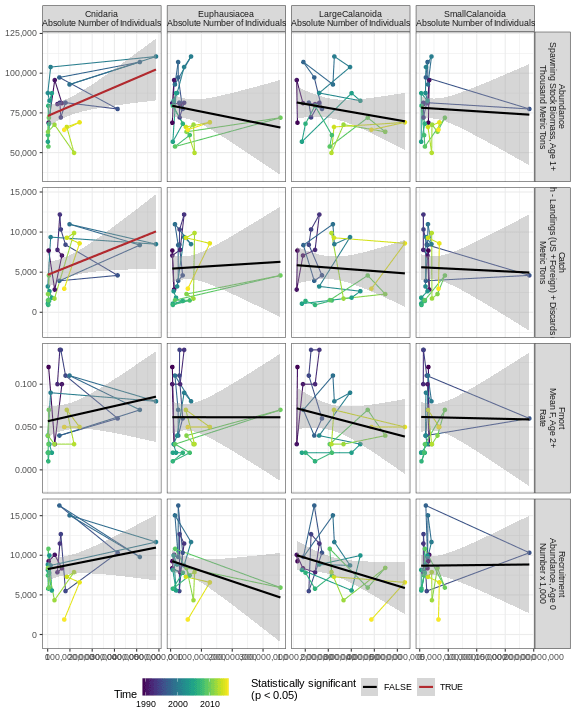 Cnidaria
Absolute Number of Individuals
Euphausiacea
Absolute Number of Individuals
LargeCalanoida
Absolute Number of Individuals
SmallCalanoida
Absolute Number of Individuals
125,000
100,000
75,000
50,000
Abundance
Spawning Stock Biomass, Age 1+
Thousand Metric Tons
15,000
10,000
5,000
0
Catch
h - Landings (US +Foreign) + Discards
Metric Tons
0.100
0.050
0.000
Fmort
Mean F, Age 2+
Rate
15,000
10,000
5,000
0
Recruitment
Abundance, Age 0
Number x 1,000
Time
1990 2000 2010
Statistically significant
(p < 0.05)
FALSE
TRUE